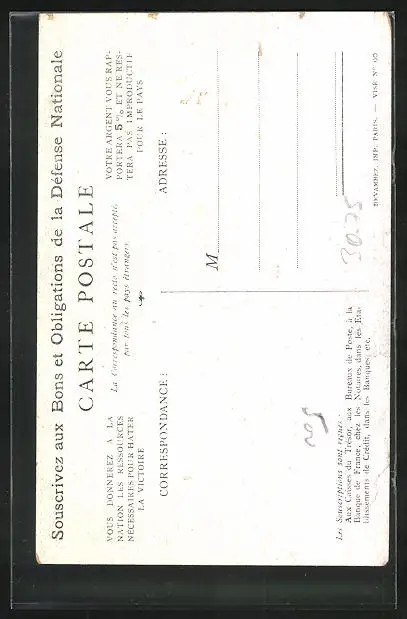 Souscrivez aux Bons et Obligations de la Défense Nationale
CARTE POSTALE
VOUS DONNEREZ A LA
NATION LES RESSOURCES
NÉCESSAIRES POUR HATER
LA VICTOIRE
La Correspondance au recto n'est pas acceptée
par tous les pays étrangers.
VOTRE ARGENT VOUS RAP-
PORTERA 5 % ET NE RES-
TERA PAS IMPRODUCTIF
POUR LE PAYS
CORRESPONDANCE :
ADRESSE :
M
Les Souscriptions sont reçues :
Aux Caisses du Trésor, aux Bureaux de Poste, à la
Banque de France, chez les Notaires, dans les Éta-
blissements de Crédit, dans les Banques, etc.
30-75
DEVAMBEZ, IMP. PARIS. — VISÉ N°